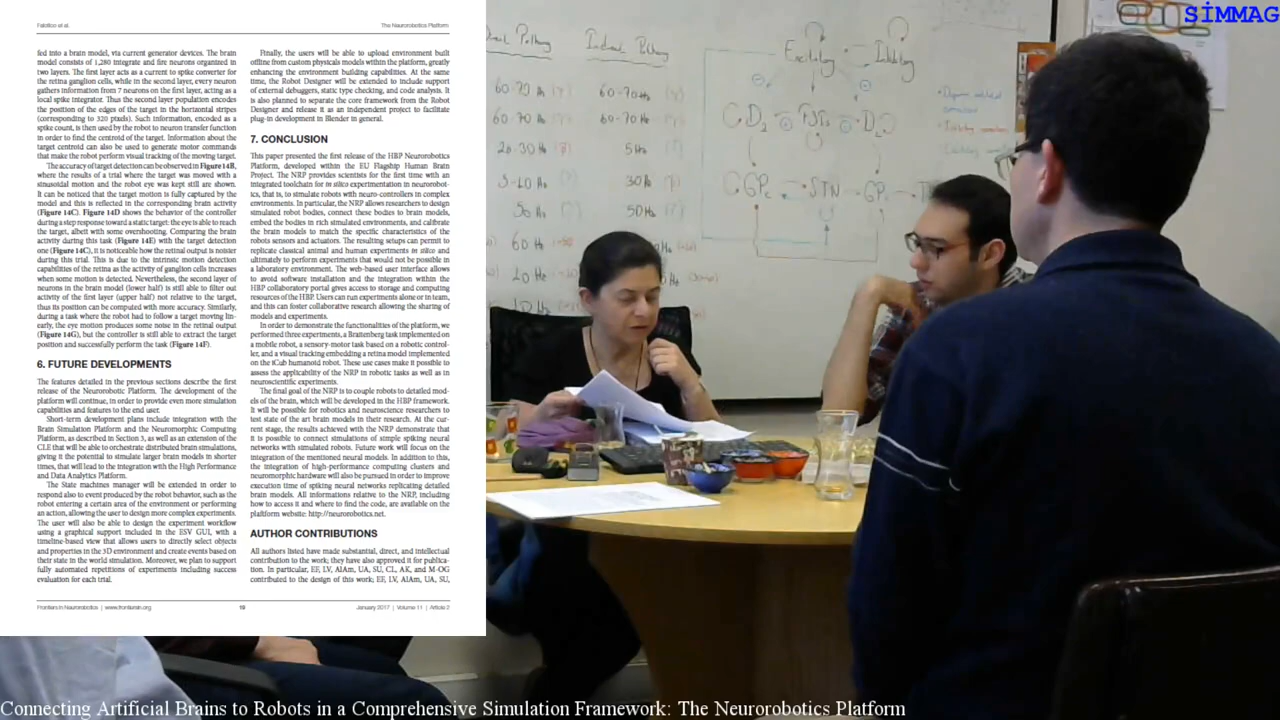 Falotico et al.
The Neurorobotics Platform
fed into a brain model, via current generator devices. The brain
model consists of 1,280 integrate and fire neurons organized in
two layers. The first layer acts as a current to spike converter for
the retina ganglion cells, while in the second layer, every neuron
gathers information from 7 neurons on the first layer, acting as a
local spike integrator. Thus the second layer population encodes
the position of the edges of the target in the horizontal stripes
(corresponding to 320 pixels). Such information, encoded as a
spike count, is then used by the robot to neuron transfer function
in order to find the centroid of the target. Information about the
target centroid can also be used to generate motor commands
that make the robot perform visual tracking of the moving target.
The accuracy of target detection can be observed in Figure 14B,
where the results of a trial where the target was moved with a
sinusoidal motion and the robot eye was kept still are shown.
It can be noticed that the target motion is fully captured by the
model and this is reflected in the corresponding brain activity
(Figure 14C). Figure 14D shows the behavior of the controller
during a step response toward a static target: the eye is able to reach
the target, albeit with some overshooting. Comparing the brain
activity during this task (Figure 14E) with the target detection
one (Figure 14C), it is noticeable how the retinal output is noisier
during this trial. This is due to the intrinsic motion detection
capabilities of the retina as the activity of ganglion cells increases
when some motion is detected. Nevertheless, the second layer of
neurons in the brain model (lower half) is still able to filter out
activity of the first layer (upper half) not relative to the target,
thus its position can be computed with more accuracy. Similarly,
during a task where the robot had to follow a target moving lin-
early, the eye motion produces some noise in the retinal output
(Figure 14G), but the controller is still able to extract the target
position and successfully perform the task (Figure 14F).
6. FUTURE DEVELOPMENTS
The features detailed in the previous sections describe the first
release of the Neurorobotic Platform. The development of the
platform will continue, in order to provide even more simulation
capabilities and features to the end user.
Short-term development plans include integration with the
Brain Simulation Platform and the Neuromorphic Computing
Platform, as described in Section 3, as well as an extension of the
CLE that will be able to orchestrate distributed brain simulations,
giving it the potential to simulate larger brain models in shorter
times, that will lead to the integration with the High Performance
and Data Analytics Platform.
The State machines manager will be extended in order to
respond also to event produced by the robot behavior, such as the
robot entering a certain area of the environment or performing
an action, allowing the user to design more complex experiments.
The user will also be able to design the experiment workflow
using a graphical support included in the ESV GUI, with a
timeline-based view that allows users to directly select objects
and properties in the 3D environment and create events based on
their state in the world simulation. Moreover, we plan to support
fully automated repetitions of experiments including success
evaluation for each trial.
Finally, the users will be able to upload environment built
offline from custom physicals models within the platform, greatly
enhancing the environment building capabilities. At the same
time, the Robot Designer will be extended to include support
of external debuggers, static type checking, and code analysis. It
is also planned to separate the core framework from the Robot
Designer and release it as an independent project to facilitate
plug-in development in Blender in general.
7. CONCLUSION
This paper presented the first release of the HBP Neurorobotics
Platform, developed within the EU Flagship Human Brain
Project. The NRP provides scientists for the first time with an
integrated toolchain for in silico experimentation in neurorobot-
ics, that is, to simulate robots with neuro-controllers in complex
environments. In particular, the NRP allows researchers to design
simulated robot bodies, connect these bodies to brain models,
embed the bodies in rich simulated environments, and calibrate
the brain models to match the specific characteristics of the
robots sensors and actuators. The resulting setups can permit to
replicate classical animal and human experiments in silico and
ultimately to perform experiments that would not be possible in
a laboratory environment. The web-based user interface allows
to avoid software installation and the integration within the
HBP collaboratory portal gives access to storage and computing
resources of the HBP. Users can run experiments alone or in team,
and this can foster collaborative research allowing the sharing of
models and experiments.
In order to demonstrate the functionalities of the platform, we
performed three experiments, a Braitenberg task implemented on
a mobile robot, a sensory-motor task based on a robotic control-
ler, and a visual tracking embedding a retina model implemented
on the iCub humanoid robot. These use cases make it possible to
assess the applicability of the NRP in robotic tasks as well as in
neuroscientific experiments.
The final goal of the NRP is to couple robots to detailed mod-
els of the brain, which will be developed in the HBP framework.
It will be possible for robotics and neuroscience researchers to
test state of the art brain models in their research. At the cur-
rent stage, the results achieved with the NRP demonstrate that
it is possible to connect simulations of simple spiking neural
networks with simulated robots. Future work will focus on the
integration of the mentioned neural models. In addition to this,
the integration of high-performance computing clusters and
neuromorphic hardware will also be pursued in order to improve
execution time of spiking neural networks replicating detailed
brain models. All informations relative to the NRP, including
how to access it and where to find the code, are available on the
platform website: http://neurorobotics.net.
AUTHOR CONTRIBUTIONS
All authors listed have made substantial, direct, and intellectual
contribution to the work; they have also approved it for publica-
tion. In particular, EF, LV, AlAm, UA, SU, CL, AK, and M-OG
contributed to the design of this work; EF, LV, AlAm, UA, SU,
Frontiers in Neurorobotics | www.frontiersin.org
January 2017 | Volume 11 | Article 2
SİMMAG
Pathway
Indirect Pathway
60-70 Hz
60-70 Hz
60-70 Hz
60-70 Hz
20-30 Hz
5 Hz
30 Hz
50 Hz
50 Hz
60 Hz
20 Hz
Excitatory
Inhibitory
D2
FSIs
D1
GPe
STN
GPi
Connecting Artificial Brains to Robots in a Comprehensive Simulation Framework: The Neurorobotics Platform